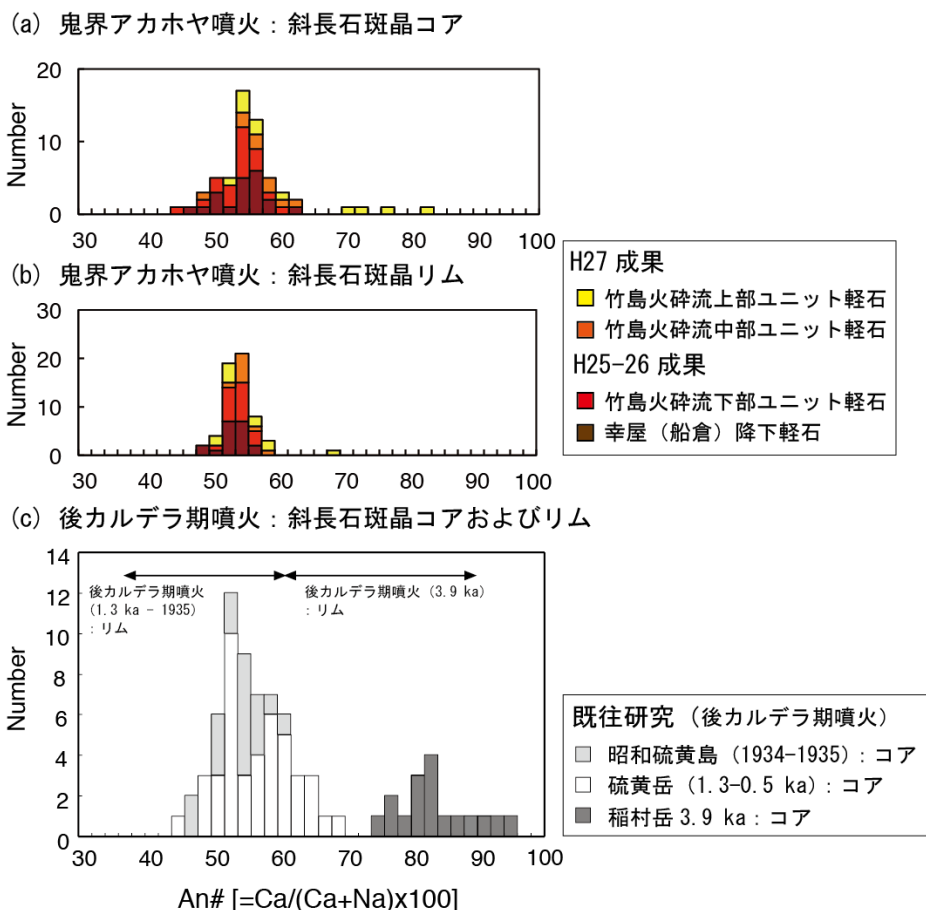 (a) 鬼界アカホヤ噴火：斜長石斑晶コア
20
10
0
Number
30 40 50 60 70 80 90 100
(b) 鬼界アカホヤ噴火：斜長石斑晶リム
30
20
10
0
Number
30 40 50 60 70 80 90 100
H27 成果
竹島火砕流上部ユニット軽石
竹島火砕流中部ユニット軽石
H25-26 成果
竹島火砕流下部ユニット軽石
幸屋（船倉）降下軽石
(c) 後カルデラ期噴火：斜長石斑晶コアおよびリム
14
12
10
8
6
4
2
0
Number
後カルデラ期噴火
(1.3 ka - 1935)
：リム
後カルデラ期噴火 (3.9 ka)
：リム
30 40 50 60 70 80 90 100
An# [=Ca/(Ca+Na)x100]
既往研究（後カルデラ期噴火）
昭和硫黄島 (1934-1935)：コア
硫黄岳 (1.3-0.5 ka)：コア
稲村岳 3.9 ka：コア